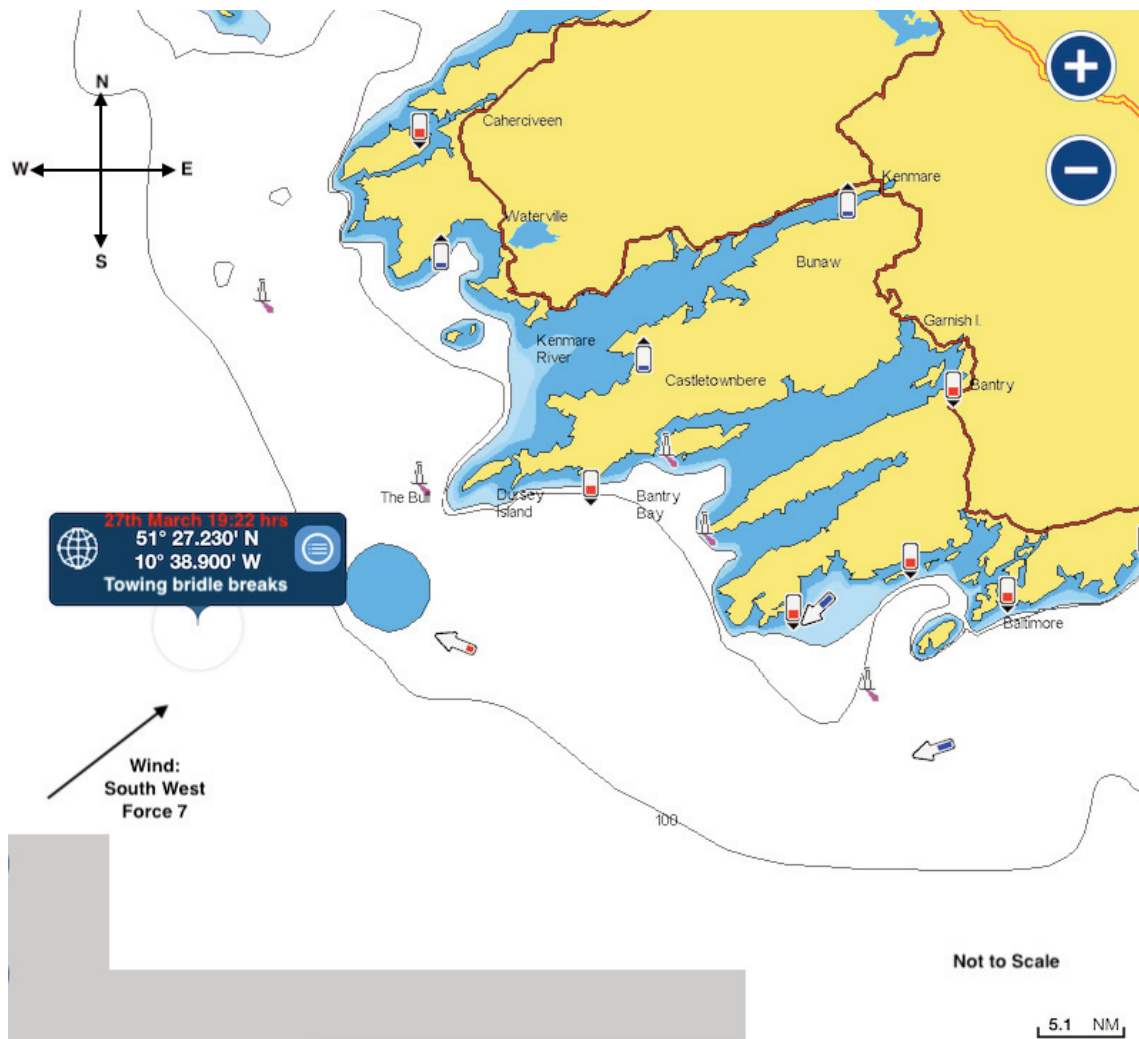 N
W
E
S
Caherciveen
Kenmare
Waterville
Bunaw
Garnish I.
Kenmare
River
Castletownbere
Bantry
The Bull
Dursey
Island
Bantry
Bay
27th March 19:22 hrs
51° 27.230' N
10° 38.900' W
Towing bridle breaks
Baltimore
Wind:
South West
Force 7
100
Not to Scale
5.1 NM